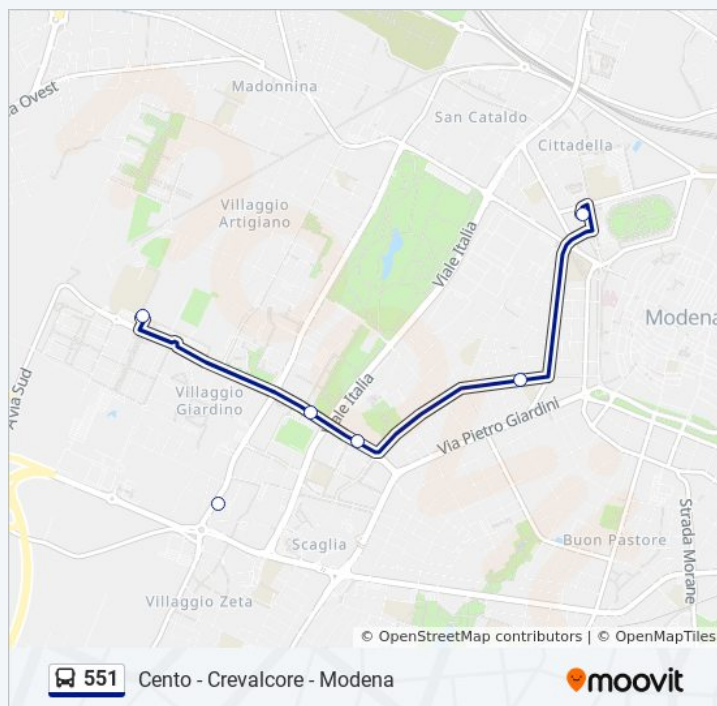 a Ovest
Madonnina
San Cataldo
Cittadella
Villaggio
Artigiano
Viale Italia
Modena
Villaggio
Giardino
Viale Italia
Via Sud
Via Pietro Giardini
Scaglia
Buon Pastore
Strada Morane
Villaggio Zeta
© OpenStreetMap contributors | © OpenMapTiles
551 Cento - Crevalcore - Modena moovit